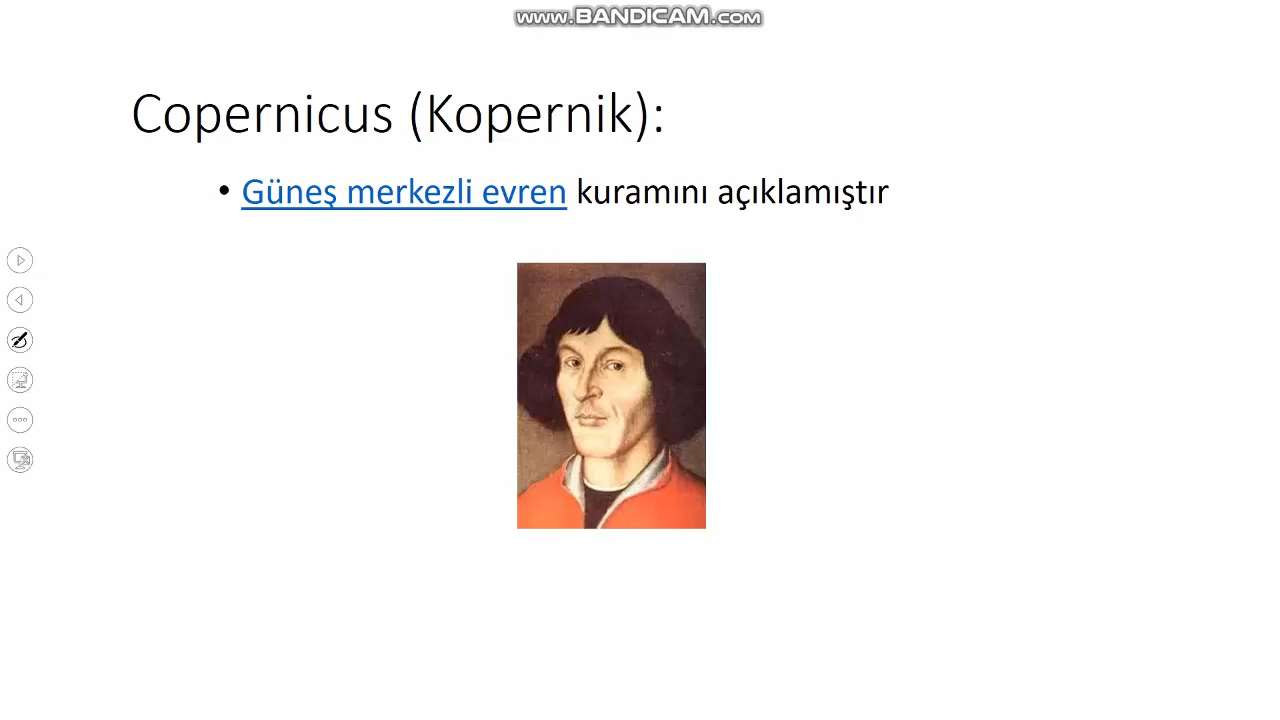 www.BANDICAM.com
Copernicus (Kopernik):
• Güneş merkezli evren kuramını açıklamıştır